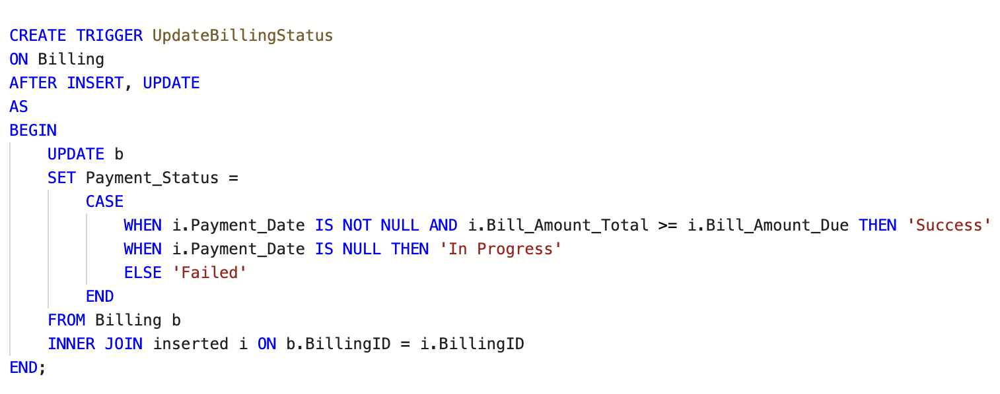 CREATE TRIGGER UpdateBillingStatus
ON Billing
AFTER INSERT, UPDATE
AS
BEGIN
    UPDATE b
    SET Payment_Status =
        CASE
            WHEN i.Payment_Date IS NOT NULL AND i.Bill_Amount_Total >= i.Bill_Amount_Due THEN 'Success'
            WHEN i.Payment_Date IS NULL THEN 'In Progress'
            ELSE 'Failed'
        END
    FROM Billing b
    INNER JOIN inserted i ON b.BillingID = i.BillingID
END;